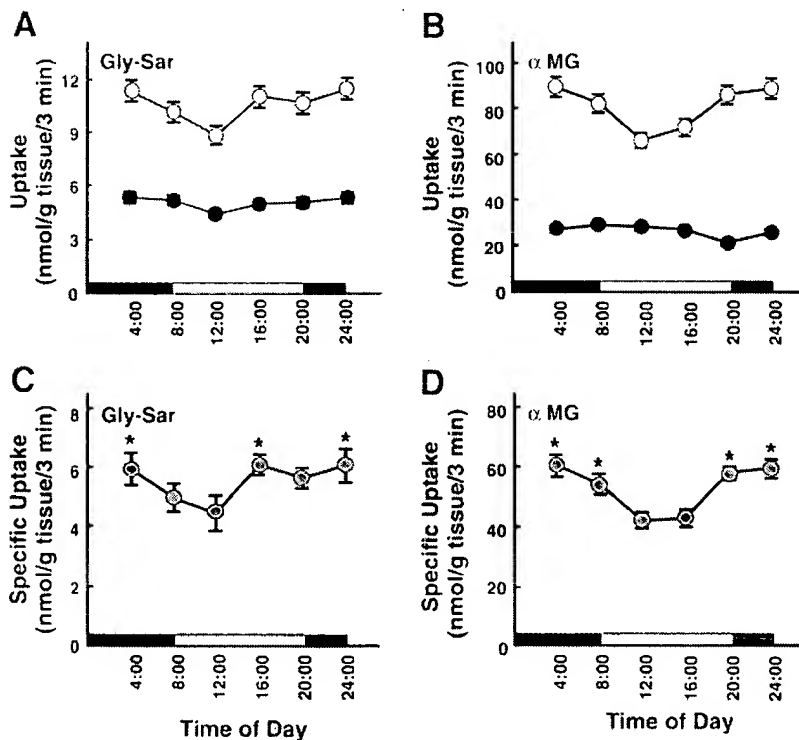 A
Gly-Sar
Uptake
(nmol/g tissue/3 min)
12
9
6
3
0
4:00
8:00
12:00
16:00
20:00
24:00
B
α MG
Uptake
(nmol/g tissue/3 min)
100
80
60
40
20
0
4:00
8:00
12:00
16:00
20:00
24:00
C
Gly-Sar
Specific Uptake
(nmol/g tissue/3 min)
8
6
4
2
0
*
*
*
4:00
8:00
12:00
16:00
20:00
24:00
Time of Day
D
α MG
Specific Uptake
(nmol/g tissue/3 min)
80
60
40
20
0
*
*
*
*
4:00
8:00
12:00
16:00
20:00
24:00
Time of Day